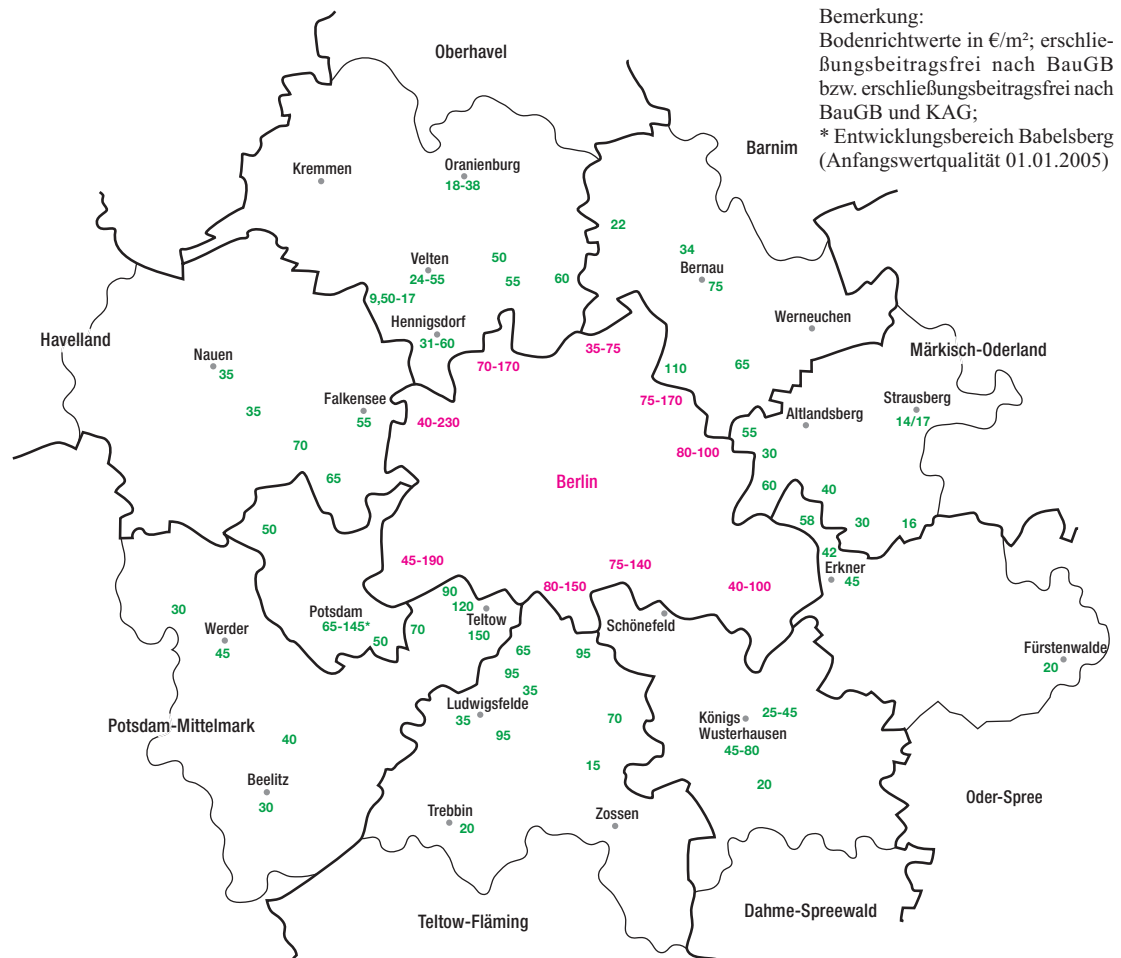 Bemerkung:
Bodenrichtwerte in €/m²; erschlie-
ßungsbeitragsfrei nach BauGB
bzw. erschließungsbeitragsfrei nach
BauGB und KAG;
* Entwicklungsbereich Babelsberg
(Anfangswertqualität 01.01.2005)
Oberhavel
Barnim
Kremmen
Oranienburg
18-38
22
34
Bernau
75
Velten
24-55
50
55
60
9,50-17
Hennigsdorf
31-60
Werneuchen
Havelland
Nauen
35
70-170
35-75
Märkisch-Oderland
110
65
75-170
Falkensee
55
35
40-230
Altlandsberg
Strausberg
14/17
55
30
80-100
70
65
Berlin
60
40
50
58
30
16
42
Erkner
45
45-190
80-150
75-140
40-100
30
Werder
45
Potsdam
65-145*
50
70
90
120
Teltow
150
Schönefeld
Fürstenwalde
20
65
95
95
35
Ludwigsfelde
35
95
70
15
Königs
Wusterhausen
25-45
45-80
20
Potsdam-Mittelmark
40
Beelitz
30
Trebbin
20
Zossen
Oder-Spree
Teltow-Fläming
Dahme-Spreewald